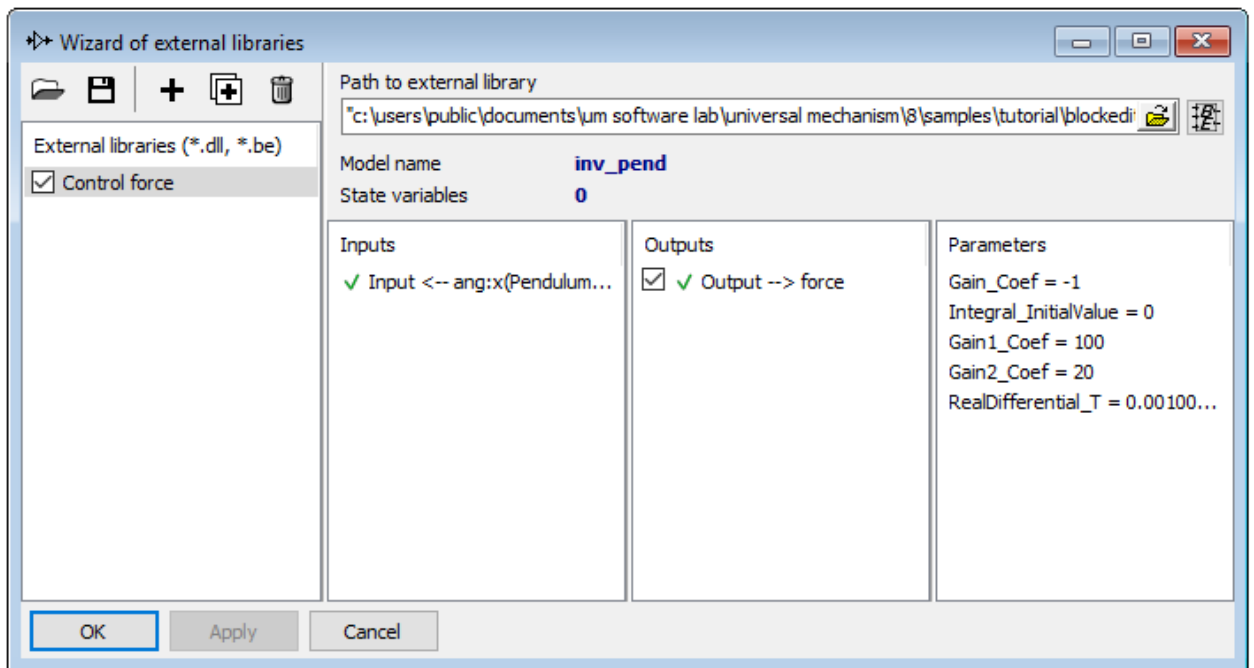 Wizard of external libraries
Path to external library
"c:\users\public\documents\um software lab\universal mechanism\8\samples\tutorial\blockedi
External libraries (*.dll, *.be)
Control force
Model name inv_pend
State variables 0
Inputs
Input <-- ang:x(Pendulum...
Outputs
Output --> force
Parameters
Gain_Coef = -1
Integral_InitialValue = 0
Gain1_Coef = 100
Gain2_Coef = 20
RealDifferential_T = 0.00100...
OK Apply Cancel